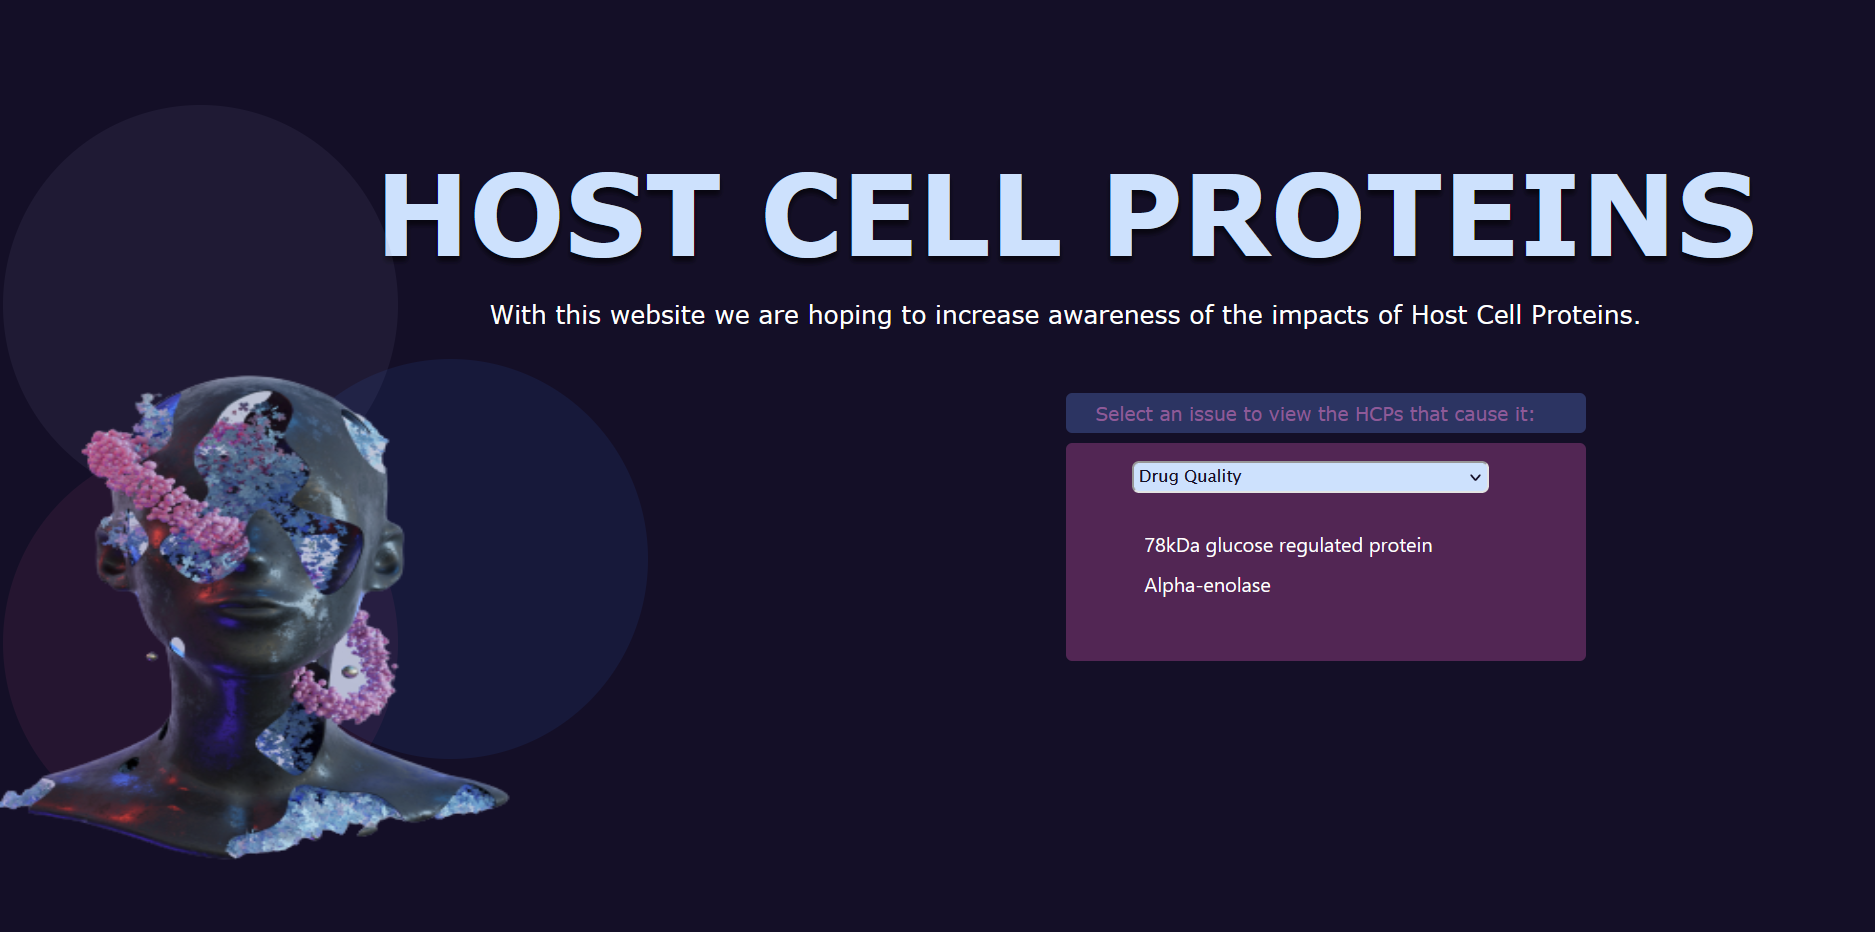 HOST CELL PROTEINS
With this website we are hoping to increase awareness of the impacts of Host Cell Proteins.
Select an issue to view the HCPs that cause it:
Drug Quality
78kDa glucose regulated protein
Alpha-enolase